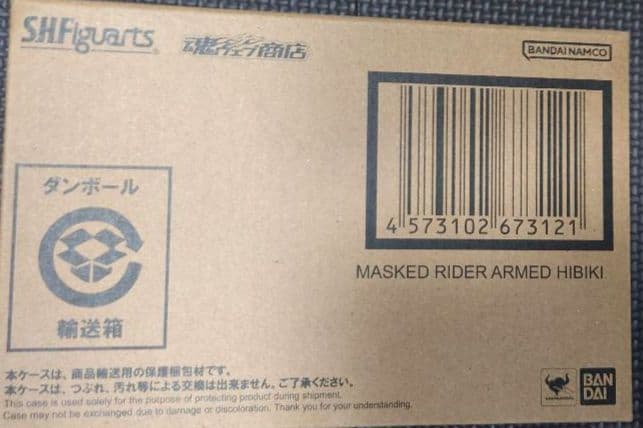 S.H.Figuarts
魂ウェブ商店
BANDAI NAMCO
4 573102 673121
MASKED RIDER ARMED HIBIKI
ダンボール
輸送箱
本ケースは、商品輸送用の保護梱包材です。
本ケースは、つぶれ、汚れ等による交換は出来ません。ご了承ください。
This case is used solely for the purpose of protecting product during shipment.
Case may not be exchanged due to damage or discoloration. Thank you for your understanding.
BAN
DAI